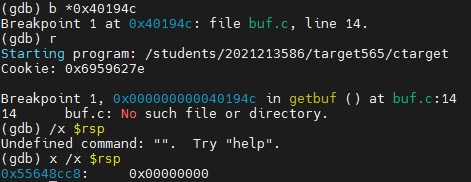 (gdb) b *0x40194c
Breakpoint 1 at 0x40194c: file buf.c, line 14.
(gdb) r
Starting program: /students/2021213586/target565/ctarget
Cookie: 0x6959627e

Breakpoint 1, 0x000000000040194c in getbuf () at buf.c:14
14      buf.c: No such file or directory.
(gdb) /x $rsp
Undefined command: "".  Try "help".
(gdb) x /x $rsp
0x55648cc8:     0x00000000